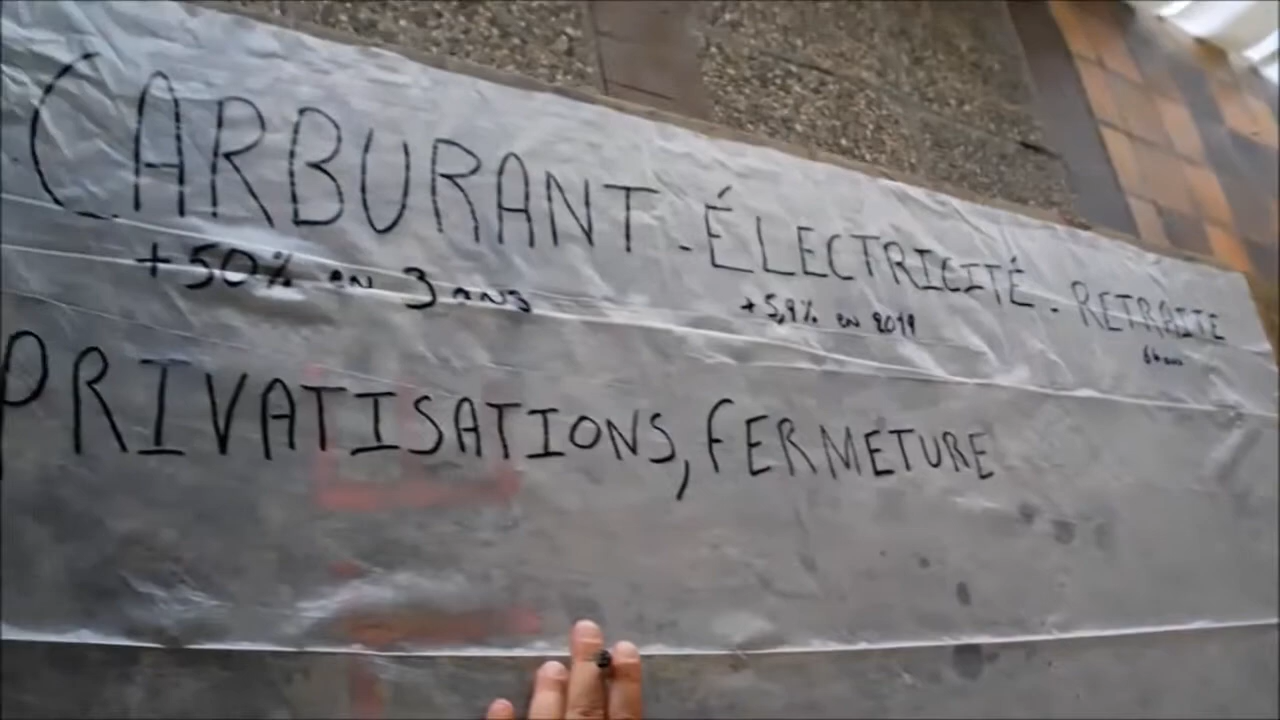 CARBURANT - ÉLECTRICITÉ - RETRAITE
+50% en 3 ans +5,9% en 2019
PRIVATISATIONS, FERMETURE